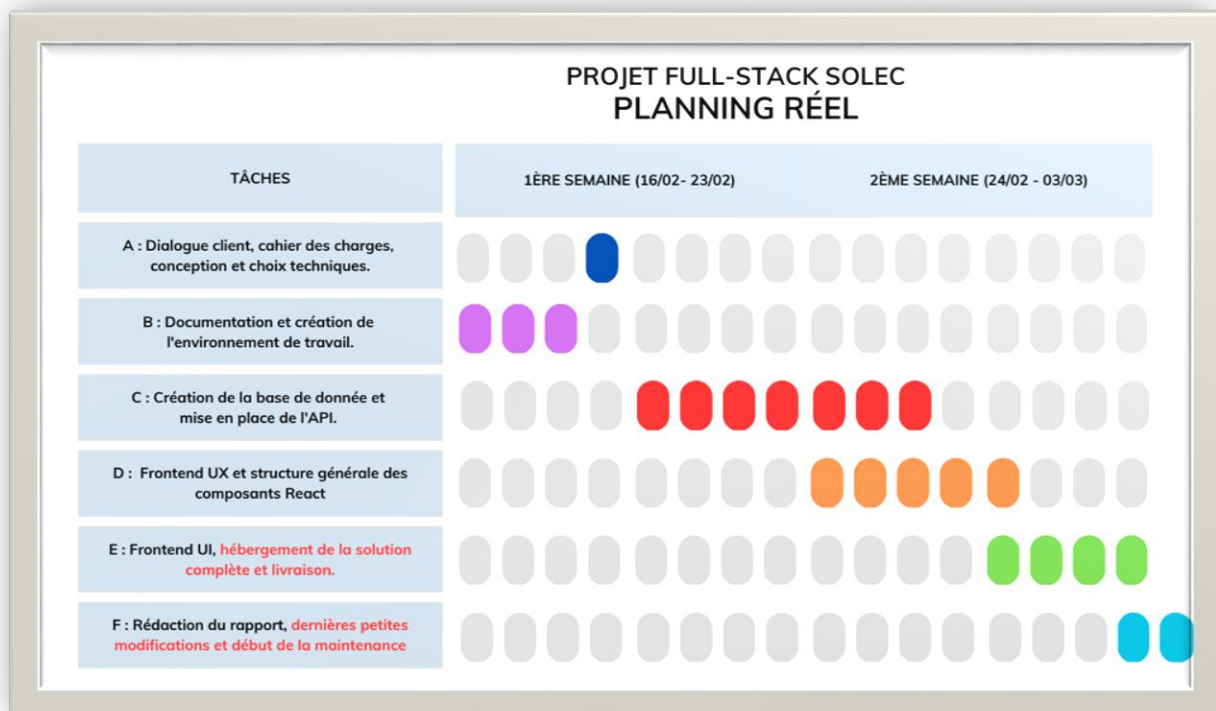 PROJET FULL-STACK SOLEC
PLANNING RÉEL
TÂCHES
1ÈRE SEMAINE (16/02- 23/02)
2ÈME SEMAINE (24/02 - 03/03)
A : Dialogue client, cahier des charges,
conception et choix techniques.
B : Documentation et création de
l'environnement de travail.
C : Création de la base de donnée et
mise en place de l'API.
D : Frontend UX et structure générale des
composants React
E : Frontend UI, hébergement de la solution
complète et livraison.
F : Rédaction du rapport, dernières petites
modifications et début de la maintenance